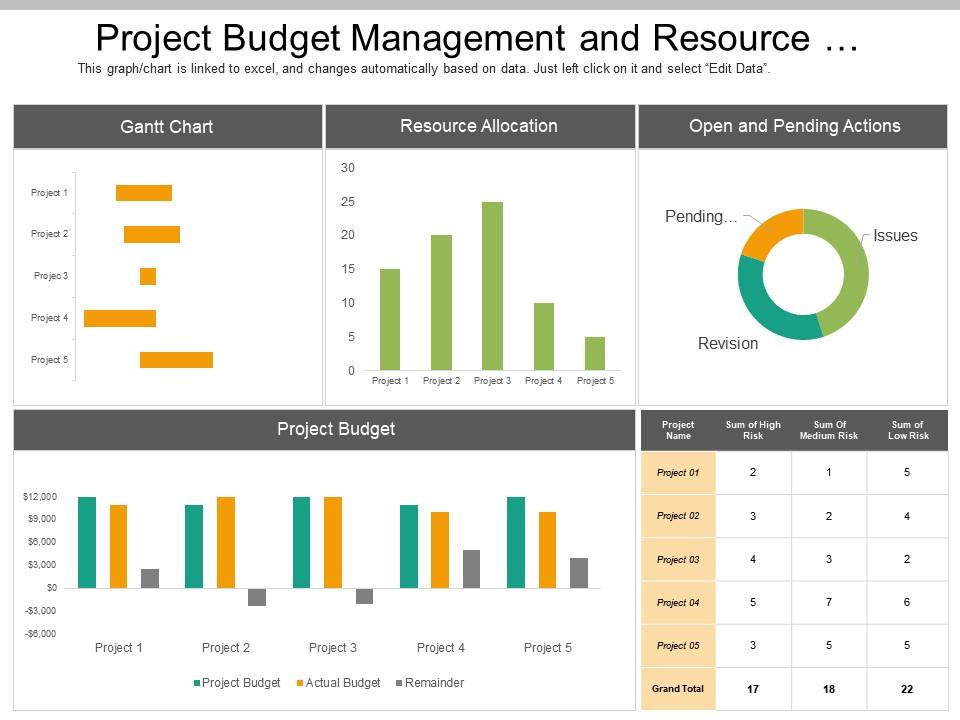 Project Budget Management and Resource …
This graph/chart is linked to excel, and changes automatically based on data. Just left click on it and select “Edit Data”.
Gantt Chart
Project 1
Project 2
Projec 3
Project 4
Project 5
Resource Allocation
30
25
20
15
10
5
0
Project 1 Project 2 Project 3 Project 4 Project 5
Open and Pending Actions
Pending…
Issues
Revision
Project Budget
$12,000
$9,000
$6,000
$3,000
$0
-$3,000
-$6,000
Project 1 Project 2 Project 3 Project 4 Project 5
Project Budget Actual Budget Remainder
Project Sum of High Sum Of Sum of
Name Risk Medium Risk Low Risk
Project 01 2 1 5
Project 02 3 2 4
Project 03 4 3 2
Project 04 5 7 6
Project 05 3 5 5
Grand Total 17 18 22